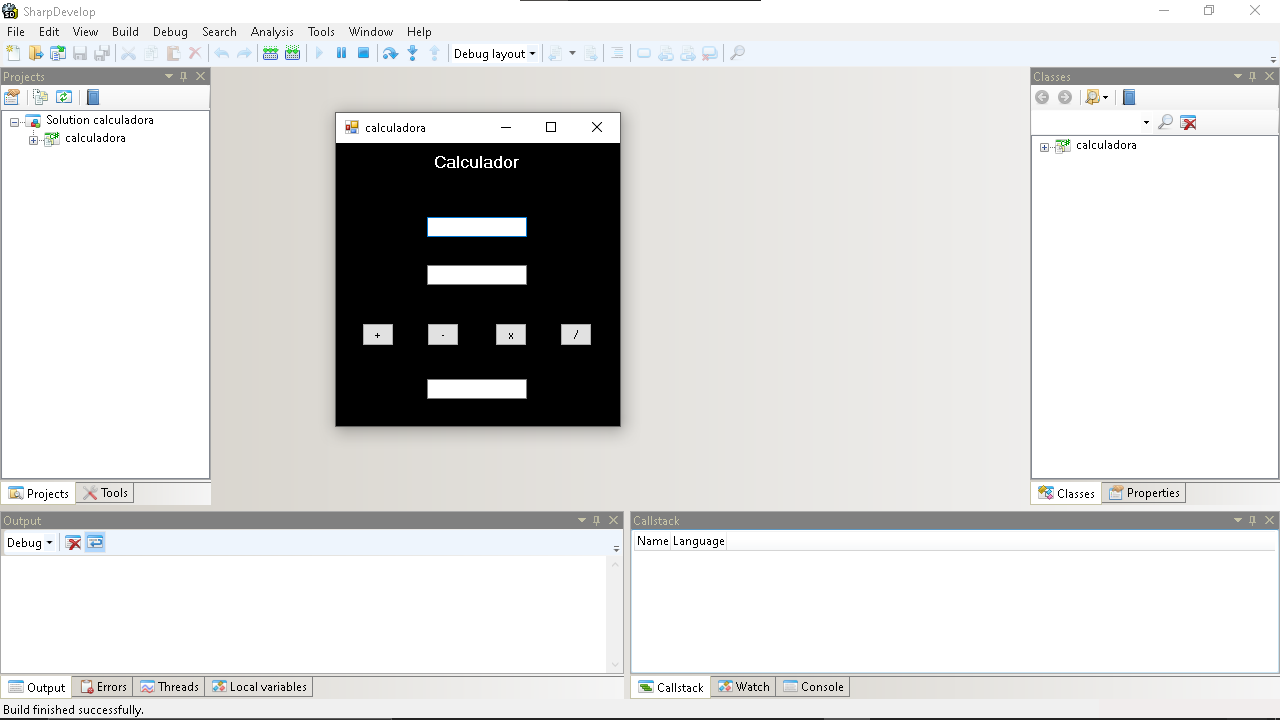 SharpDevelop
File Edit View Build Debug Search Analysis Tools Window Help
Debug layout
Projects
Solution calculadora
calculadora
Projects Tools
calculadora
Calculador
+ - x /
Classes
calculadora
Classes Properties
Output
Debug
Output Errors Threads Local variables
Callstack
Name Language
Callstack Watch Console
Build finished successfully.